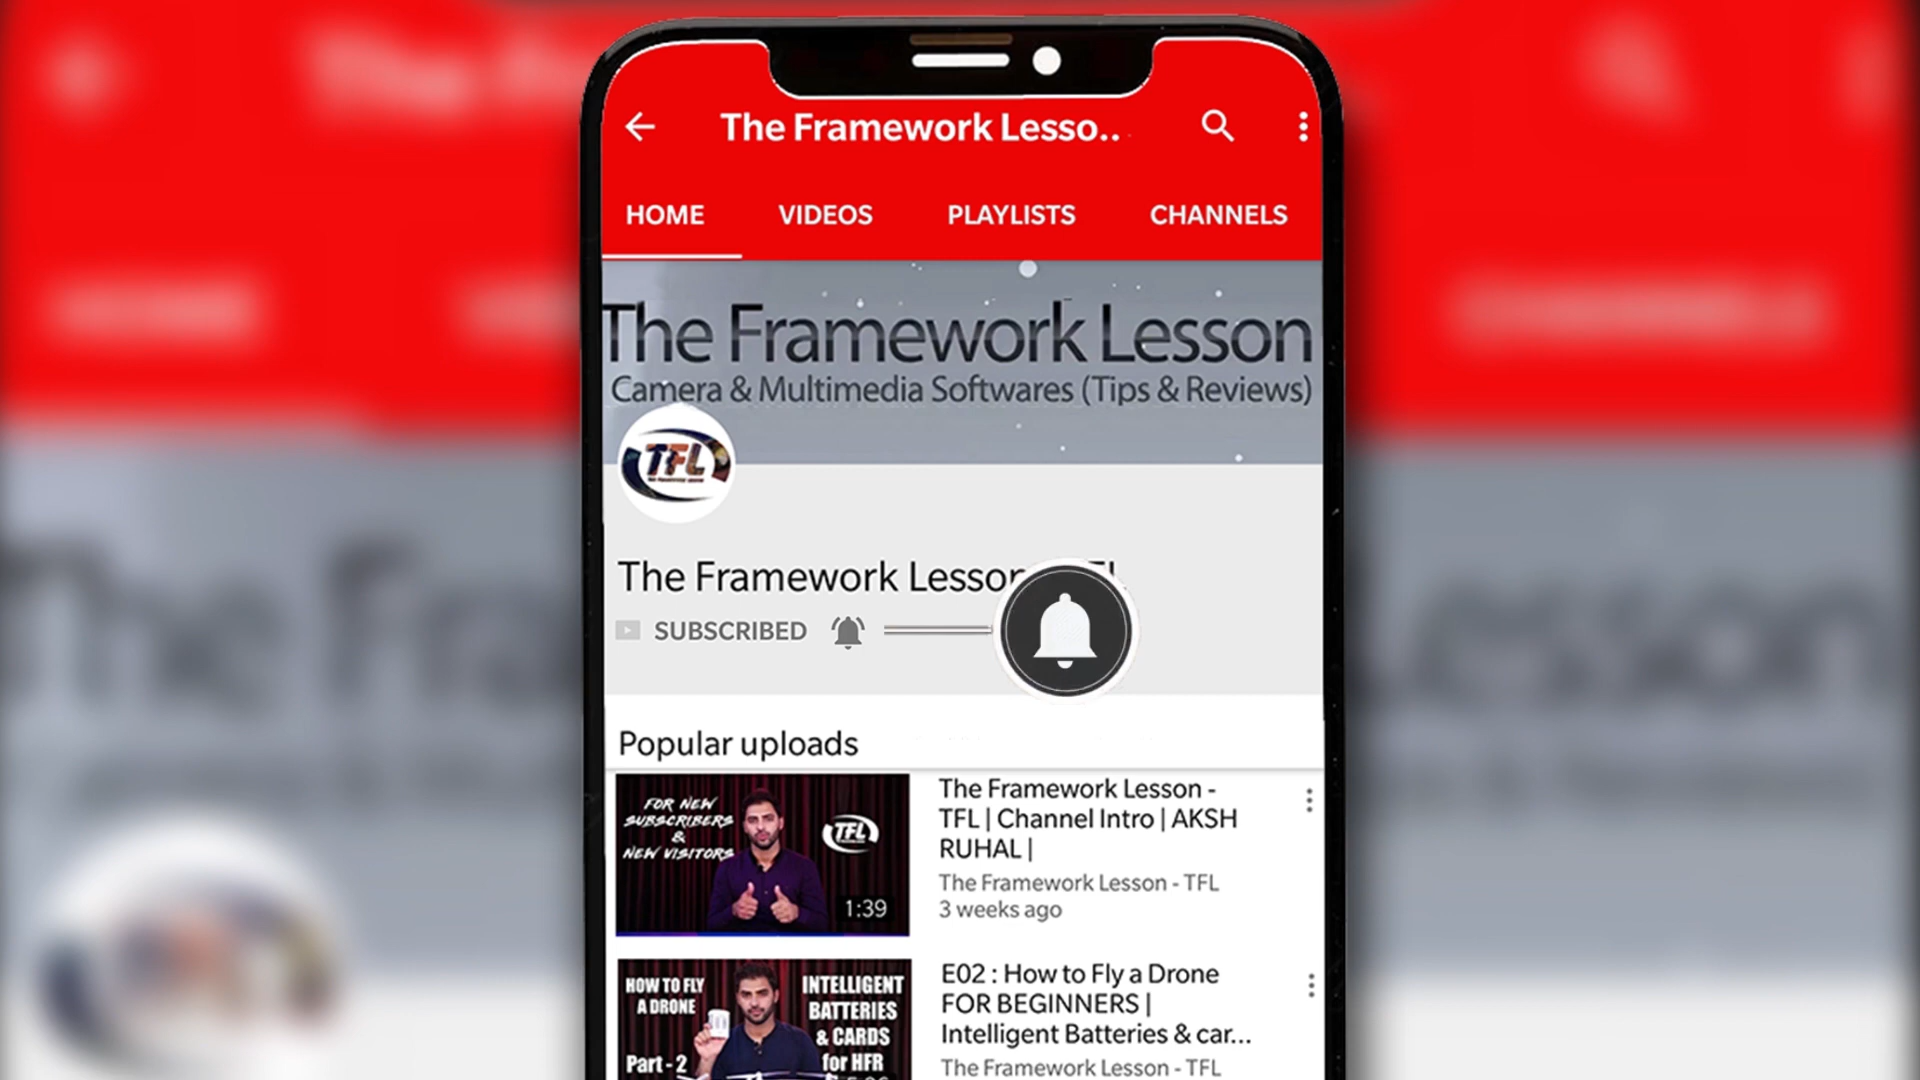 The Framework Lesso..
HOME
VIDEOS
PLAYLISTS
CHANNELS
The Framework Lesson
Camera & Multimedia Softwares (Tips & Reviews)
TFL
The Framework Lesson
SUBSCRIBED
Popular uploads
FOR NEW
SUBSCRIBERS
&
NEW VISITORS
TFL
1:39
The Framework Lesson -
TFL | Channel Intro | AKSH
RUHAL |
The Framework Lesson - TFL
3 weeks ago
HOW TO FLY
A DRONE
Part - 2
INTELLIGENT
BATTERIES
& CARDS
for HFR
E02 : How to Fly a Drone
FOR BEGINNERS |
Intelligent Batteries & car...
The Framework Lesson - TFL